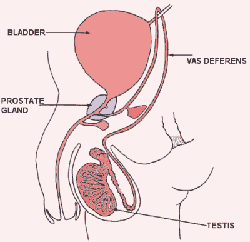 BLADDER
VAS DEFERENS
PROSTATE
GLAND
TESTIS